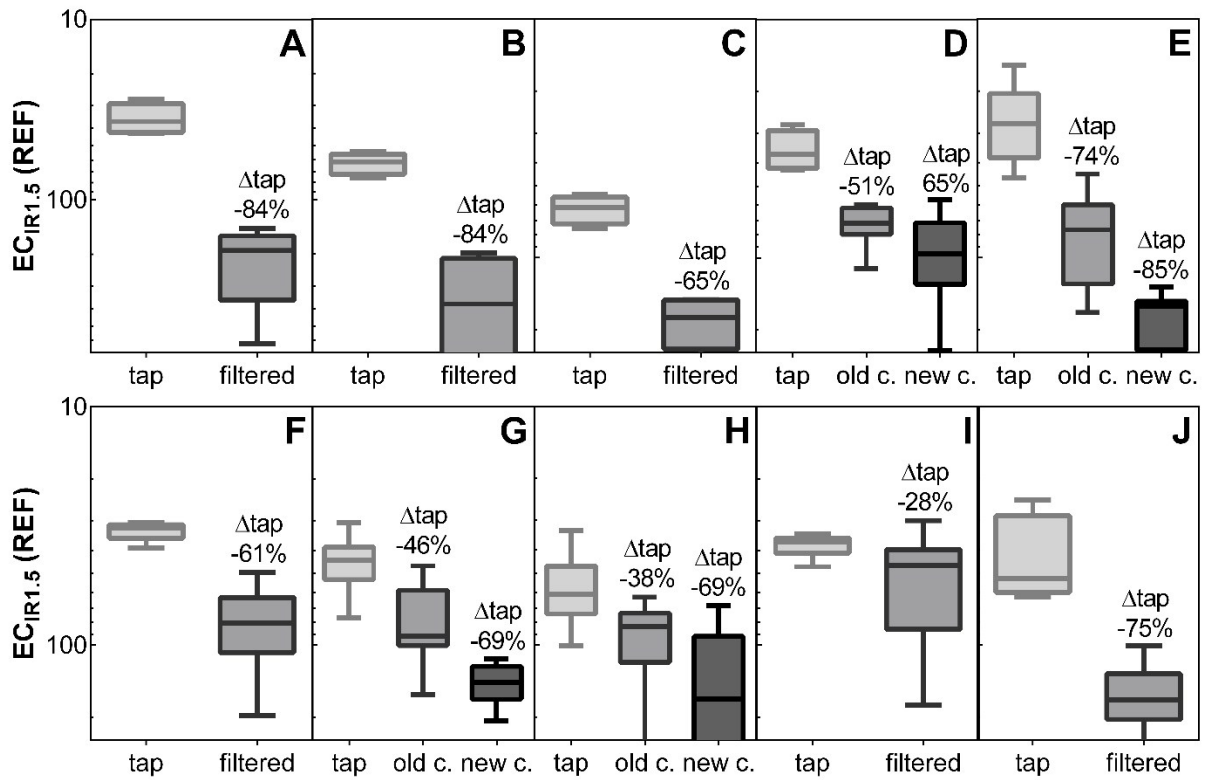 EC_IR1.5 (REF)
10
100
A
Δtap
-84%
tap filtered
B
Δtap
-84%
tap filtered
C
Δtap
-65%
tap filtered
D
Δtap
-51%
Δtap
65%
tap old c. new c.
E
Δtap
-74%
Δtap
-85%
tap old c. new c.
EC_IR1.5 (REF)
10
100
F
Δtap
-61%
tap filtered
G
Δtap
-46%
Δtap
-69%
tap old c. new c.
H
Δtap
-38%
Δtap
-69%
tap old c. new c.
I
Δtap
-28%
tap filtered
J
Δtap
-75%
tap filtered